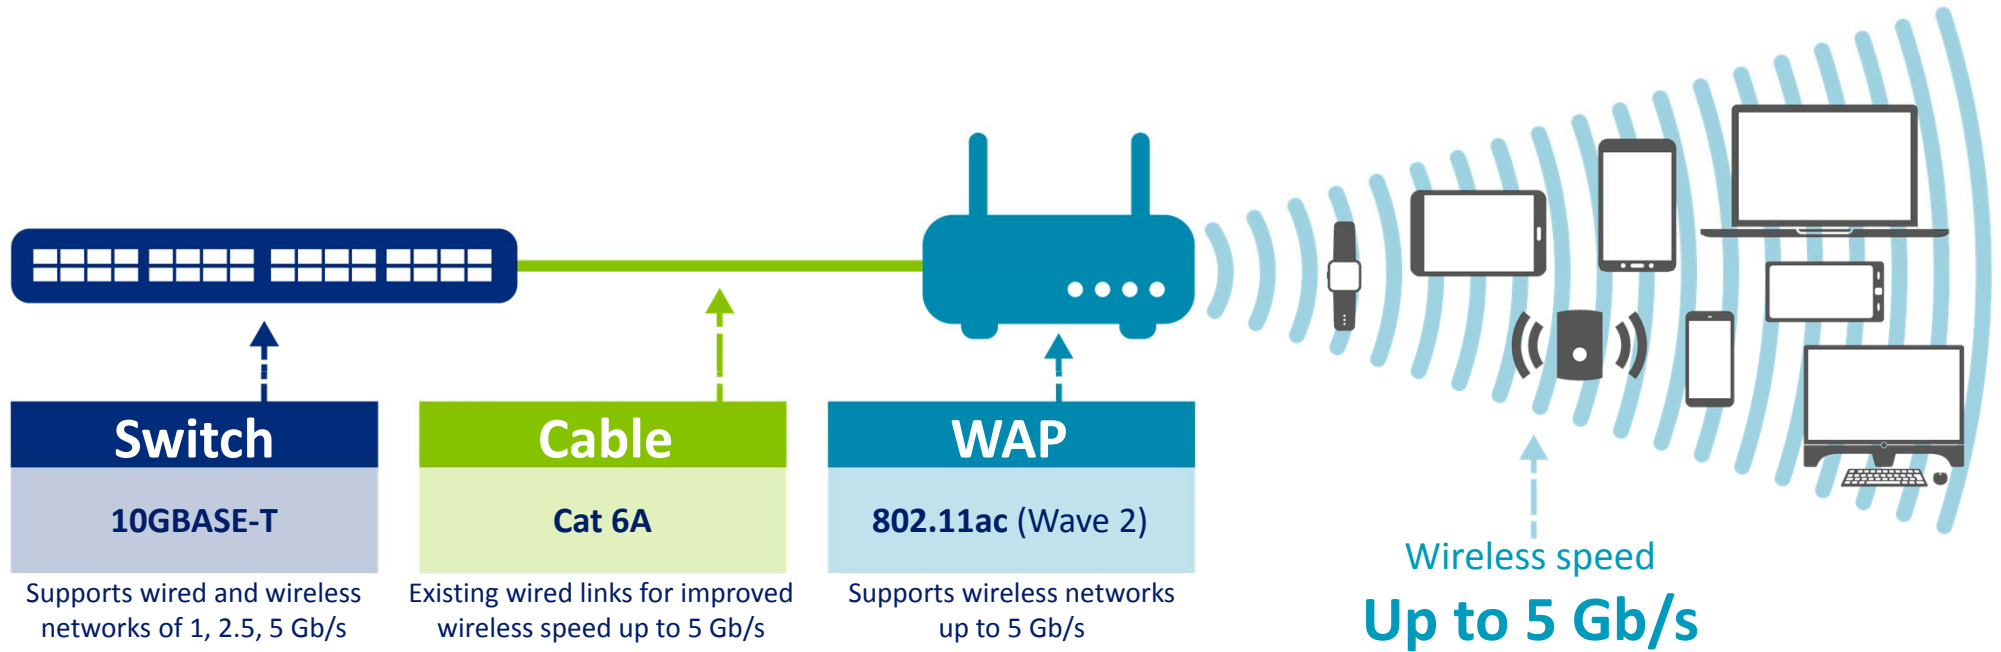 Switch
10GBASE-T
Supports wired and wireless
networks of 1, 2.5, 5 Gb/s
Cable
Cat 6A
Existing wired links for improved
wireless speed up to 5 Gb/s
WAP
802.11ac (Wave 2)
Supports wireless networks
up to 5 Gb/s
Wireless speed
Up to 5 Gb/s